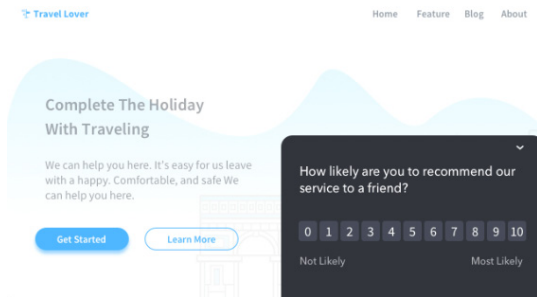 Travel Lover
Home Feature Blog About
Complete The Holiday
With Traveling
We can help you here. It's easy for us leave
with a happy. Comfortable, and safe We
can help you here.
Get Started Learn More
How likely are you to recommend our
service to a friend?
0 1 2 3 4 5 6 7 8 9 10
Not Likely Most Likely